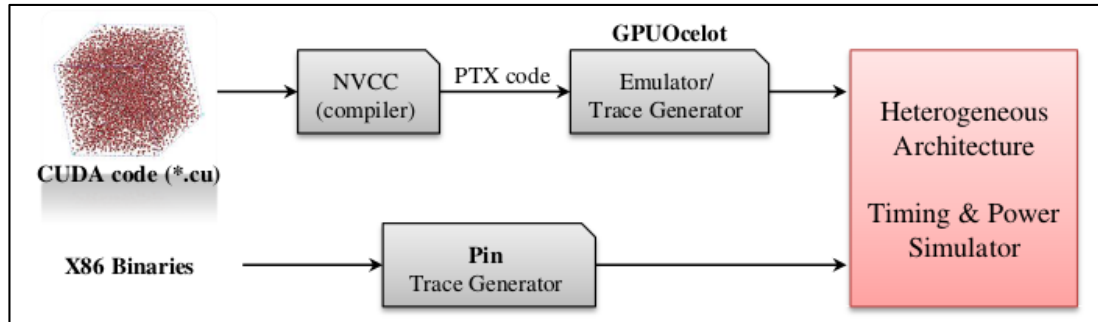 CUDA code (*.cu)
NVCC
(compiler)
PTX code
GPUOcelot
Emulator/
Trace Generator
X86 Binaries
Pin
Trace Generator
Heterogeneous
Architecture
Timing & Power
Simulator